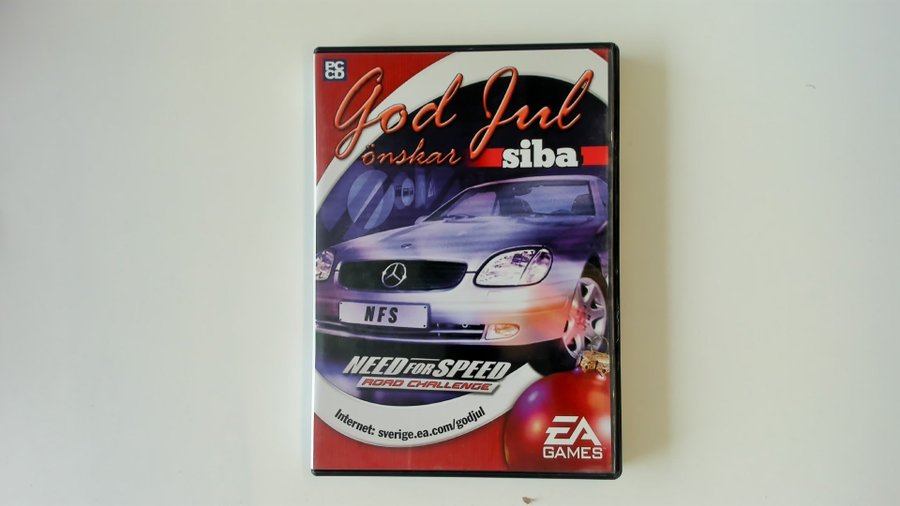 PC
CD
God Jul
önskar siba
NFS
NEED FOR SPEED
ROAD CHALLENGE
Internet: sverige.ea.com/godjul
EA
GAMES